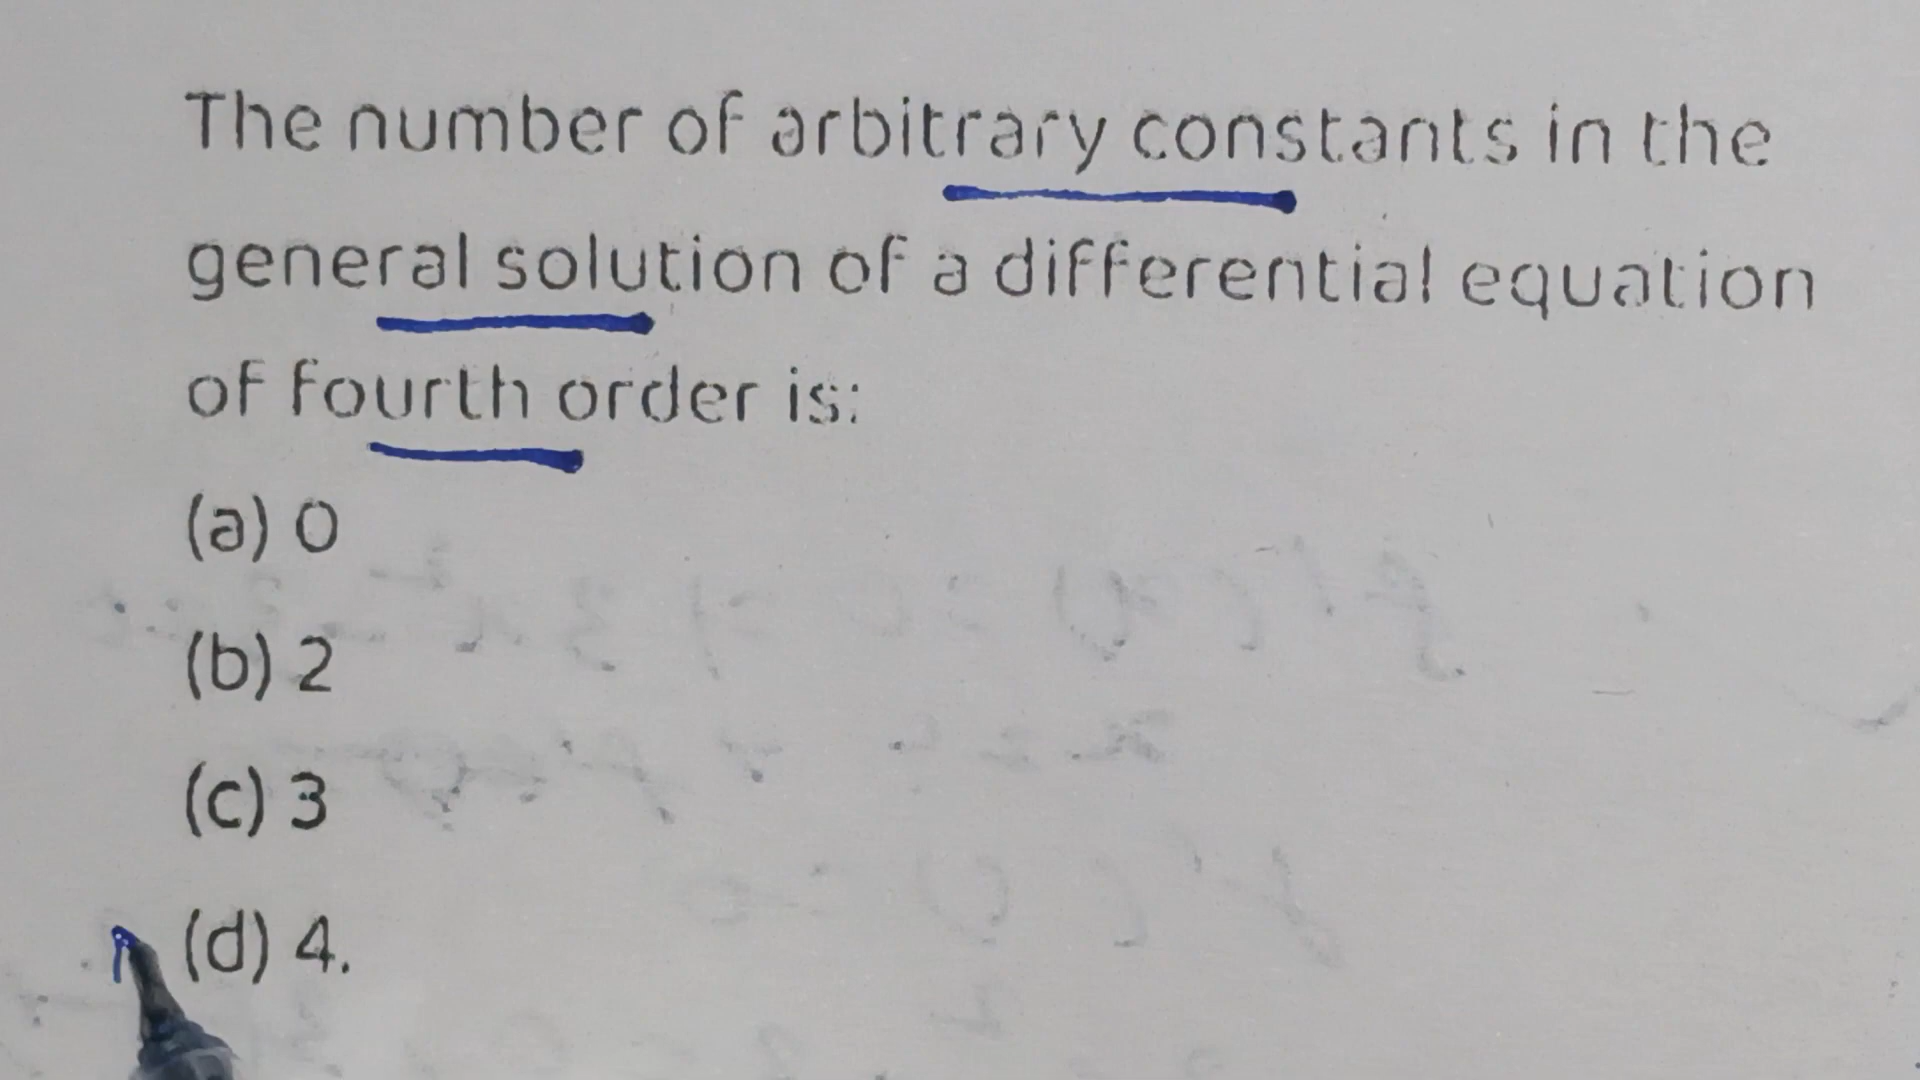 The number of arbitrary constants in the
general solution of a differential equation
of fourth order is:
(a) 0
(b) 2
(c) 3
(d) 4.